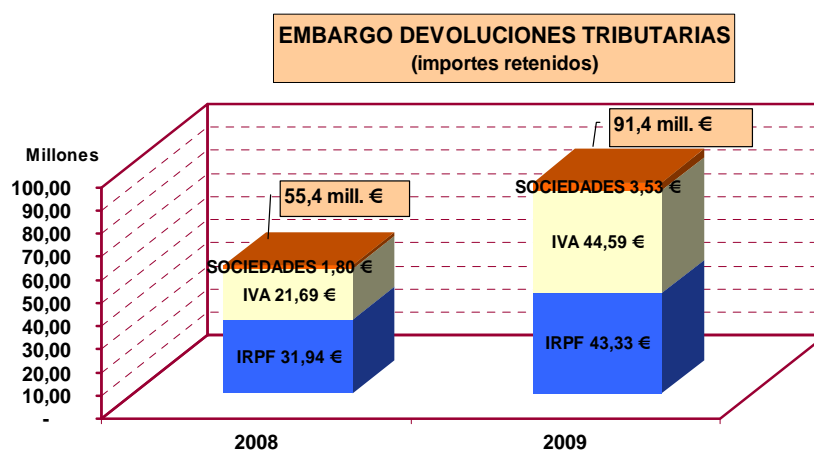 EMBARGO DEVOLUCIONES TRIBUTARIAS
(importes retenidos)
91,4 mill. €
Millones
100,00
90,00
80,00
70,00
60,00
50,00
40,00
30,00
20,00
10,00
-
55,4 mill. €
SOCIEDADES 1,80 €
IVA 21,69 €
IRPF 31,94 €
SOCIEDADES 3,53 €
IVA 44,59 €
IRPF 43,33 €
2008
2009